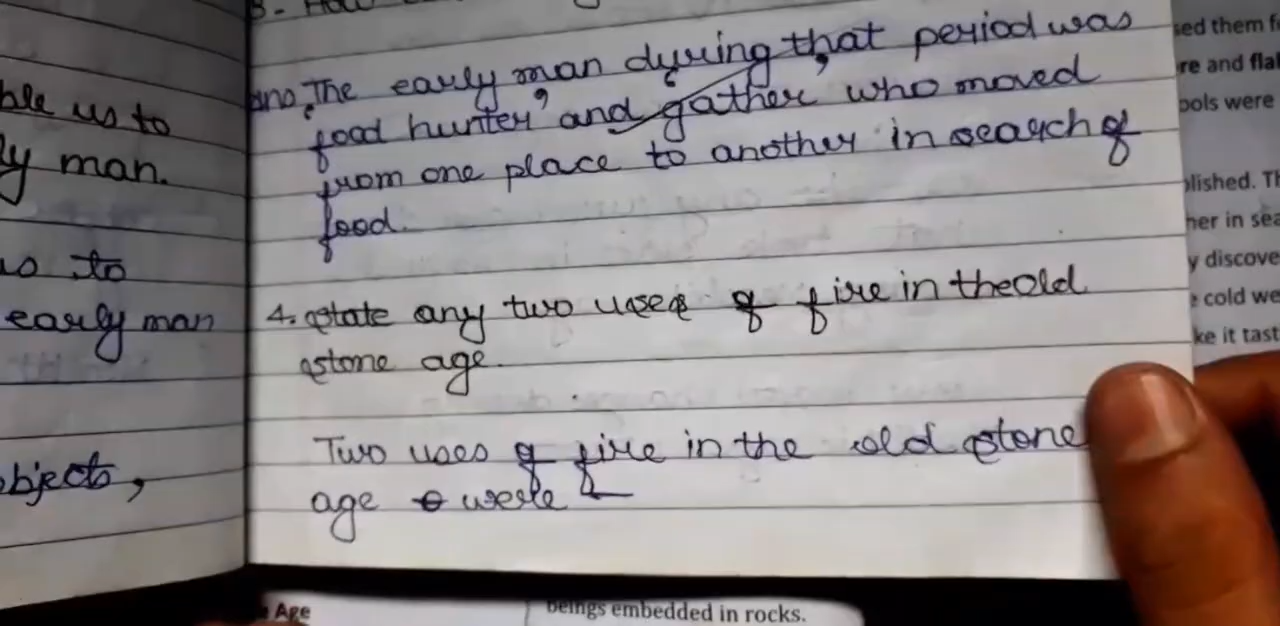 ble us to
ly man.
to
early man
bjects,
3. How
ans. The early man during that period was
food hunter and gather who moved
from one place to another in search of
food.
4. state any two uses of fire in the old
stone age.
Two uses of fire in the old stone
age were
sed them f
re and fla
ools were
lished. Th
her in sea
y discove
cold we
ke it tast
Age
beings embedded in rocks.